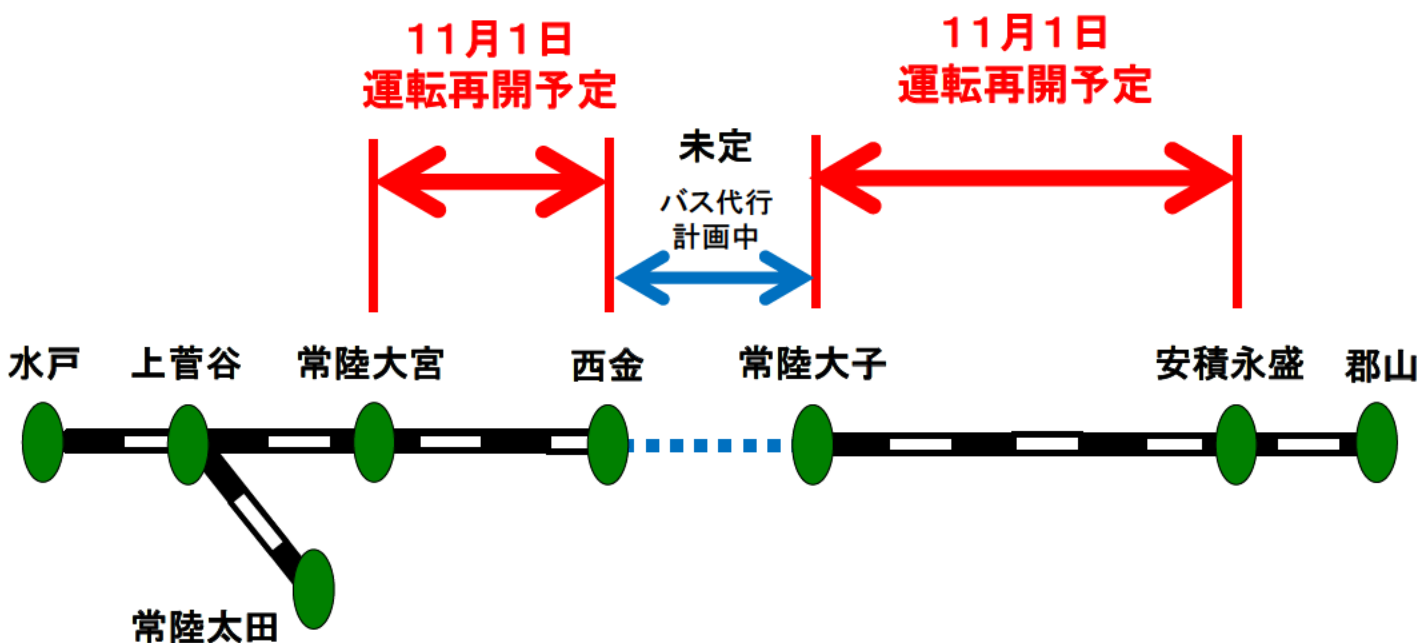 11月1日
運転再開予定
11月1日
運転再開予定
未定
バス代行
計画中
水戸
上菅谷
常陸大宮
西金
常陸大子
安積永盛
郡山
常陸太田